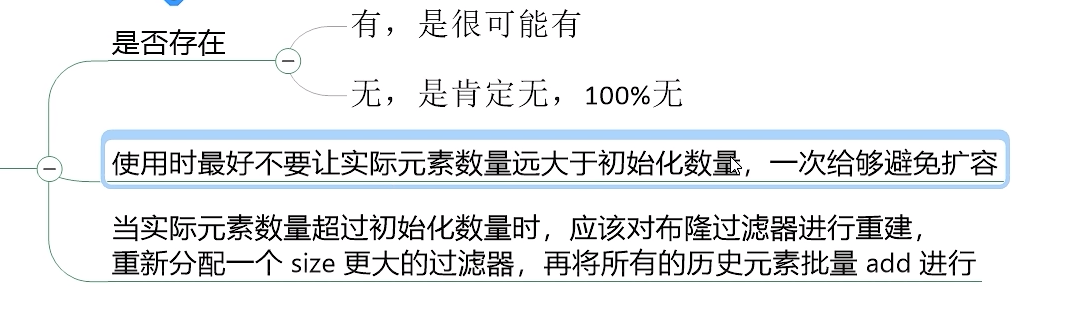 是否存在
有，是很可能有
无，是肯定无，100%无
使用时最好不要让实际元素数量远大于初始化数量，一次给够避免扩容
当实际元素数量超过初始化数量时，应该对布隆过滤器进行重建，
重新分配一个 size 更大的过滤器，再将所有的历史元素批量 add 进行